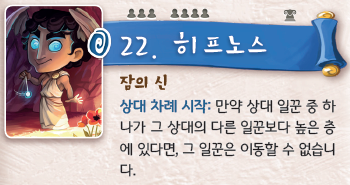 22. 히프노스
잠의 신
상대 차례 시작: 만약 상대 일꾼 중 하
나가 그 상대의 다른 일꾼보다 높은 층
에 있다면, 그 일꾼은 이동할 수 없습니
다.